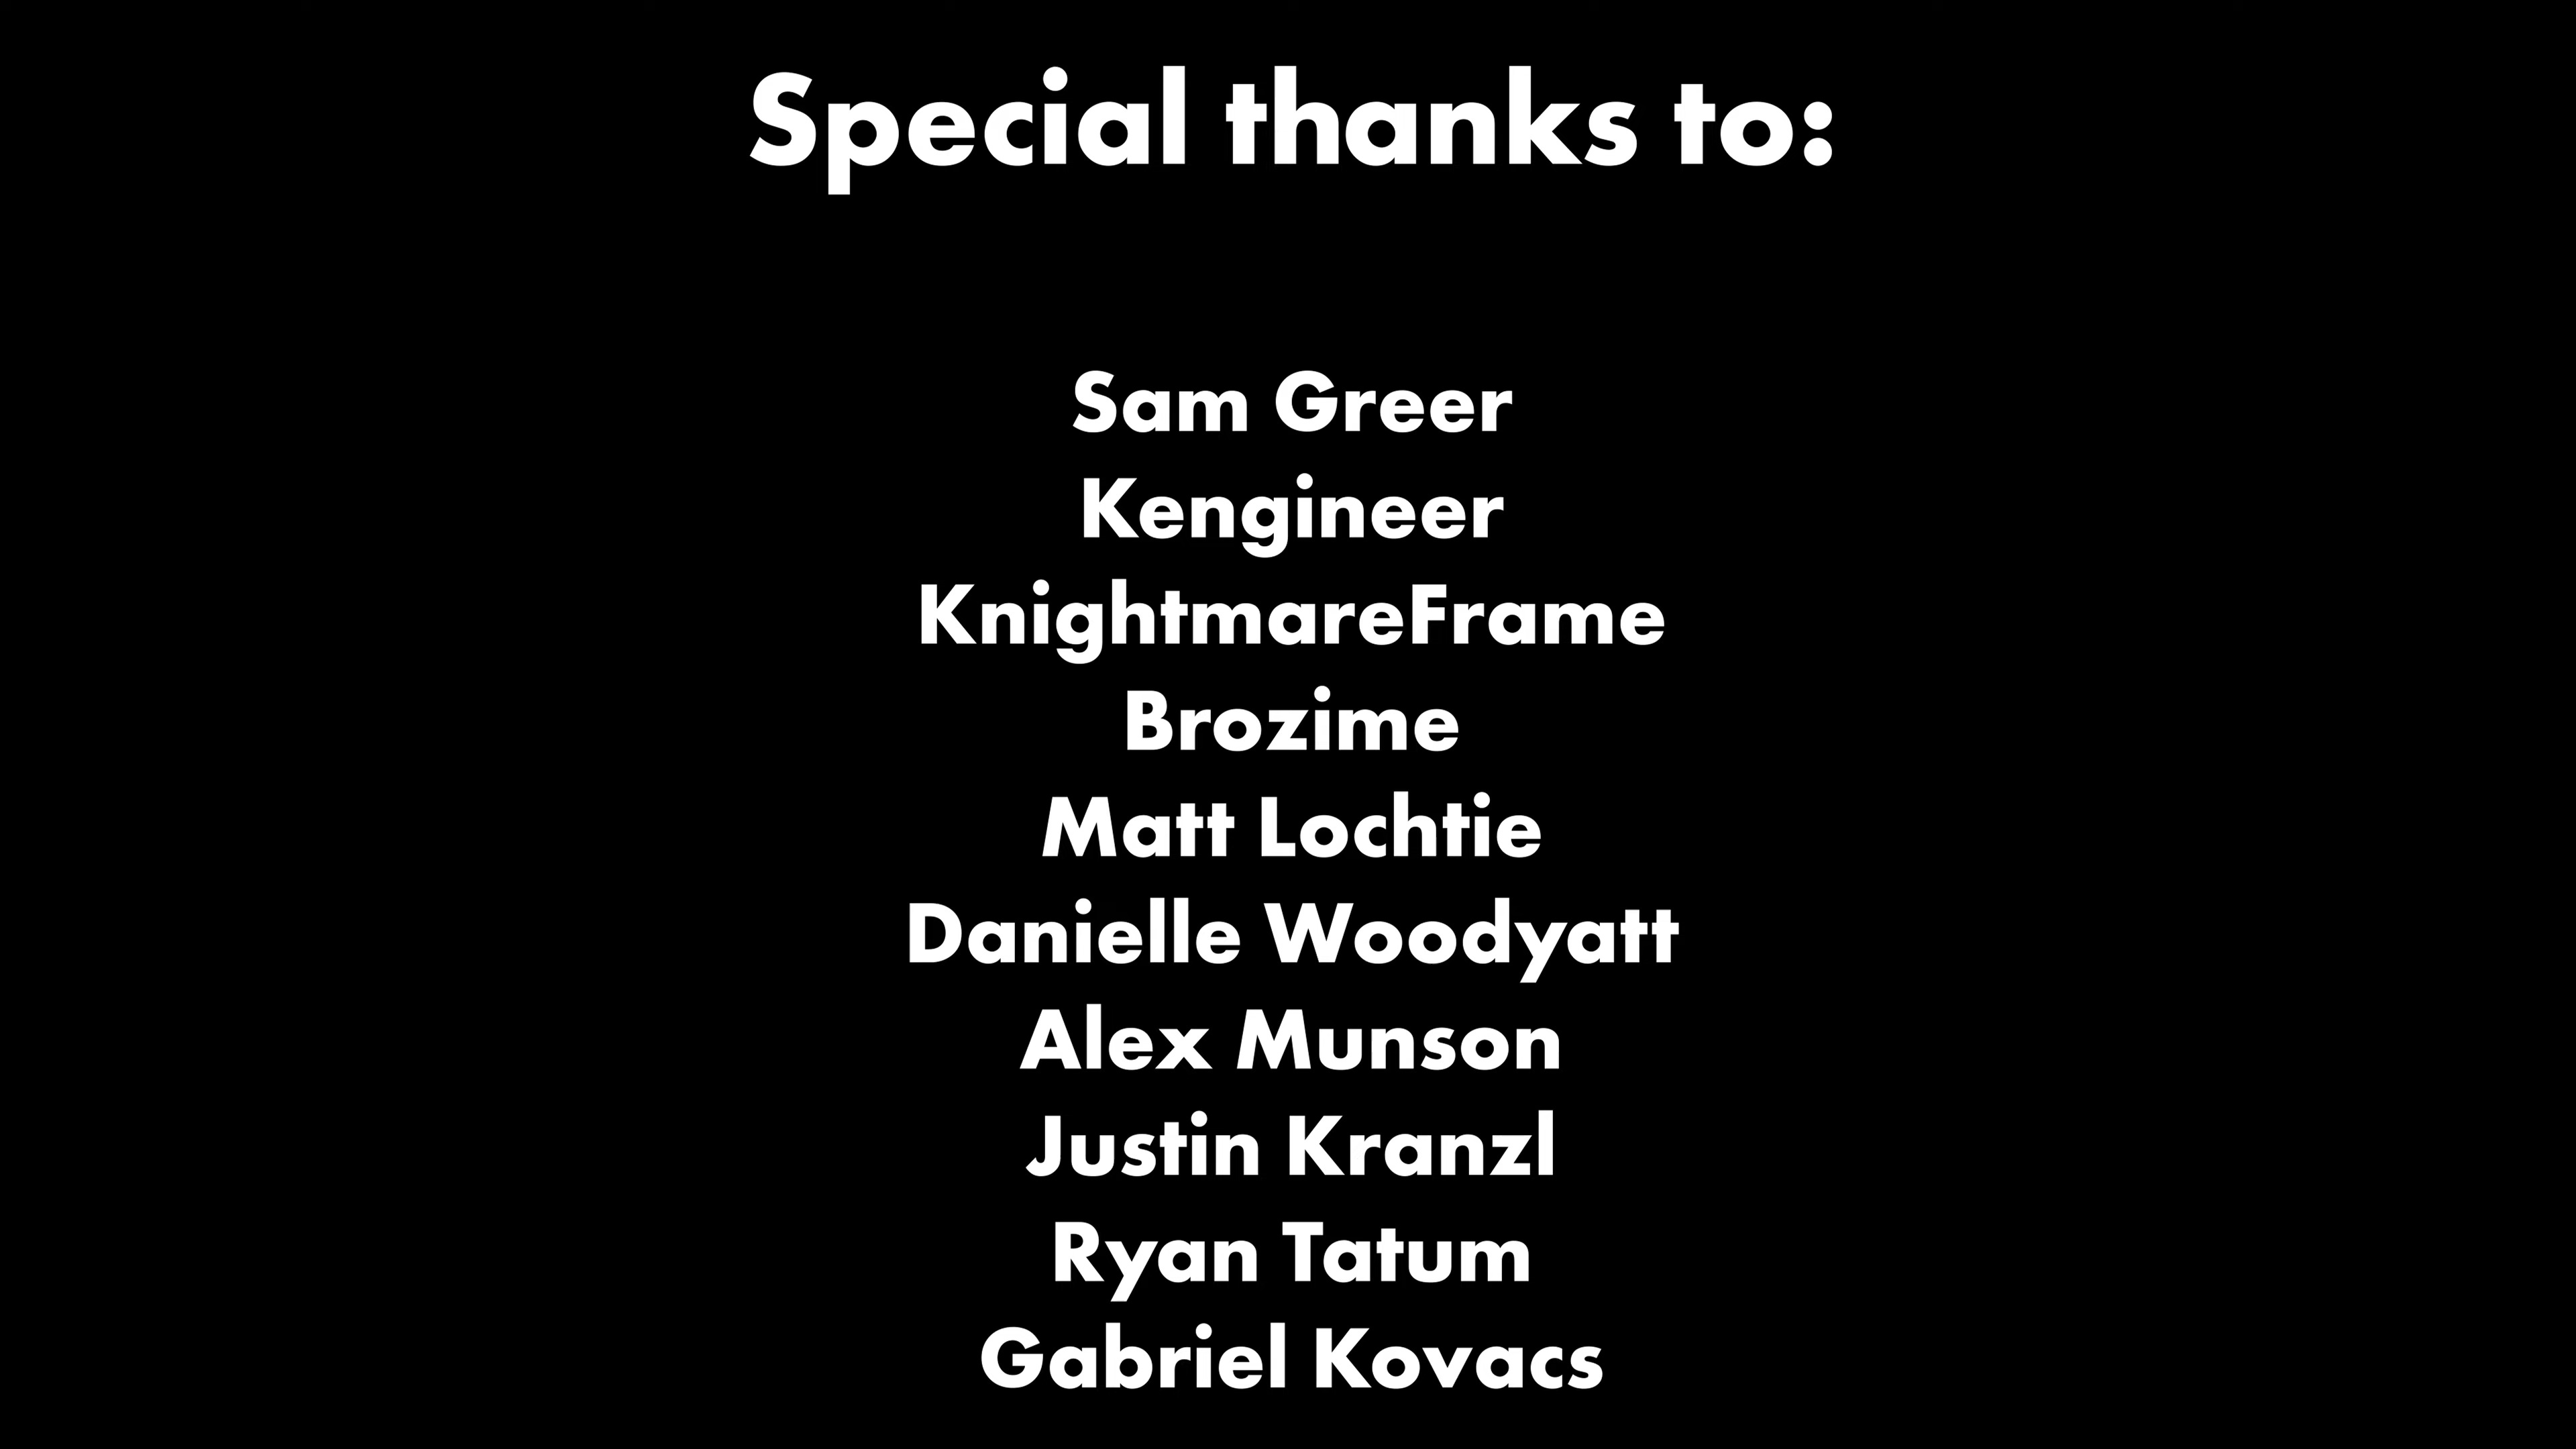 Special thanks to:
Sam Greer
Kengineer
KnightmareFrame
Brozime
Matt Lochtie
Danielle Woodyatt
Alex Munson
Justin Kranzl
Ryan Tatum
Gabriel Kovacs